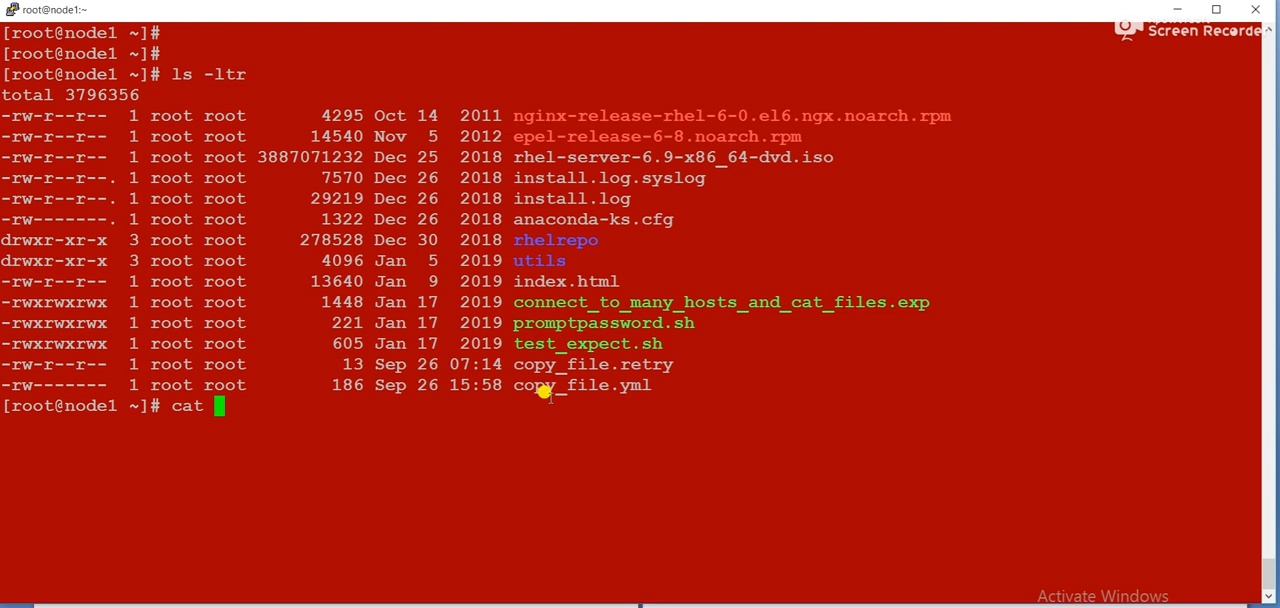 root@node1:~
[root@node1 ~]#
[root@node1 ~]#
[root@node1 ~]# ls -ltr
total 3796356
-rw-r--r-- 1 root root 4295 Oct 14 2011 nginx-release-rhel-6-0.el6.ngx.noarch.rpm
-rw-r--r-- 1 root root 14540 Nov 5 2012 epel-release-6-8.noarch.rpm
-rw-r--r-- 1 root root 3887071232 Dec 25 2018 rhel-server-6.9-x86_64-dvd.iso
-rw-r--r--. 1 root root 7570 Dec 26 2018 install.log.syslog
-rw-r--r--. 1 root root 29219 Dec 26 2018 install.log
-rw-------. 1 root root 1322 Dec 26 2018 anaconda-ks.cfg
drwxr-xr-x 3 root root 278528 Dec 30 2018 rhelrepo
drwxr-xr-x 3 root root 4096 Jan 5 2019 utils
-rw-r--r-- 1 root root 13640 Jan 9 2019 index.html
-rwxrwxrwx 1 root root 1448 Jan 17 2019 connect_to_many_hosts_and_cat_files.exp
-rwxrwxrwx 1 root root 221 Jan 17 2019 promptpassword.sh
-rwxrwxrwx 1 root root 605 Jan 17 2019 test_expect.sh
-rw-r--r-- 1 root root 13 Sep 26 07:14 copy_file.retry
-rw------- 1 root root 186 Sep 26 15:58 copy_file.yml
[root@node1 ~]# cat
Screen Recorder
Activate Windows